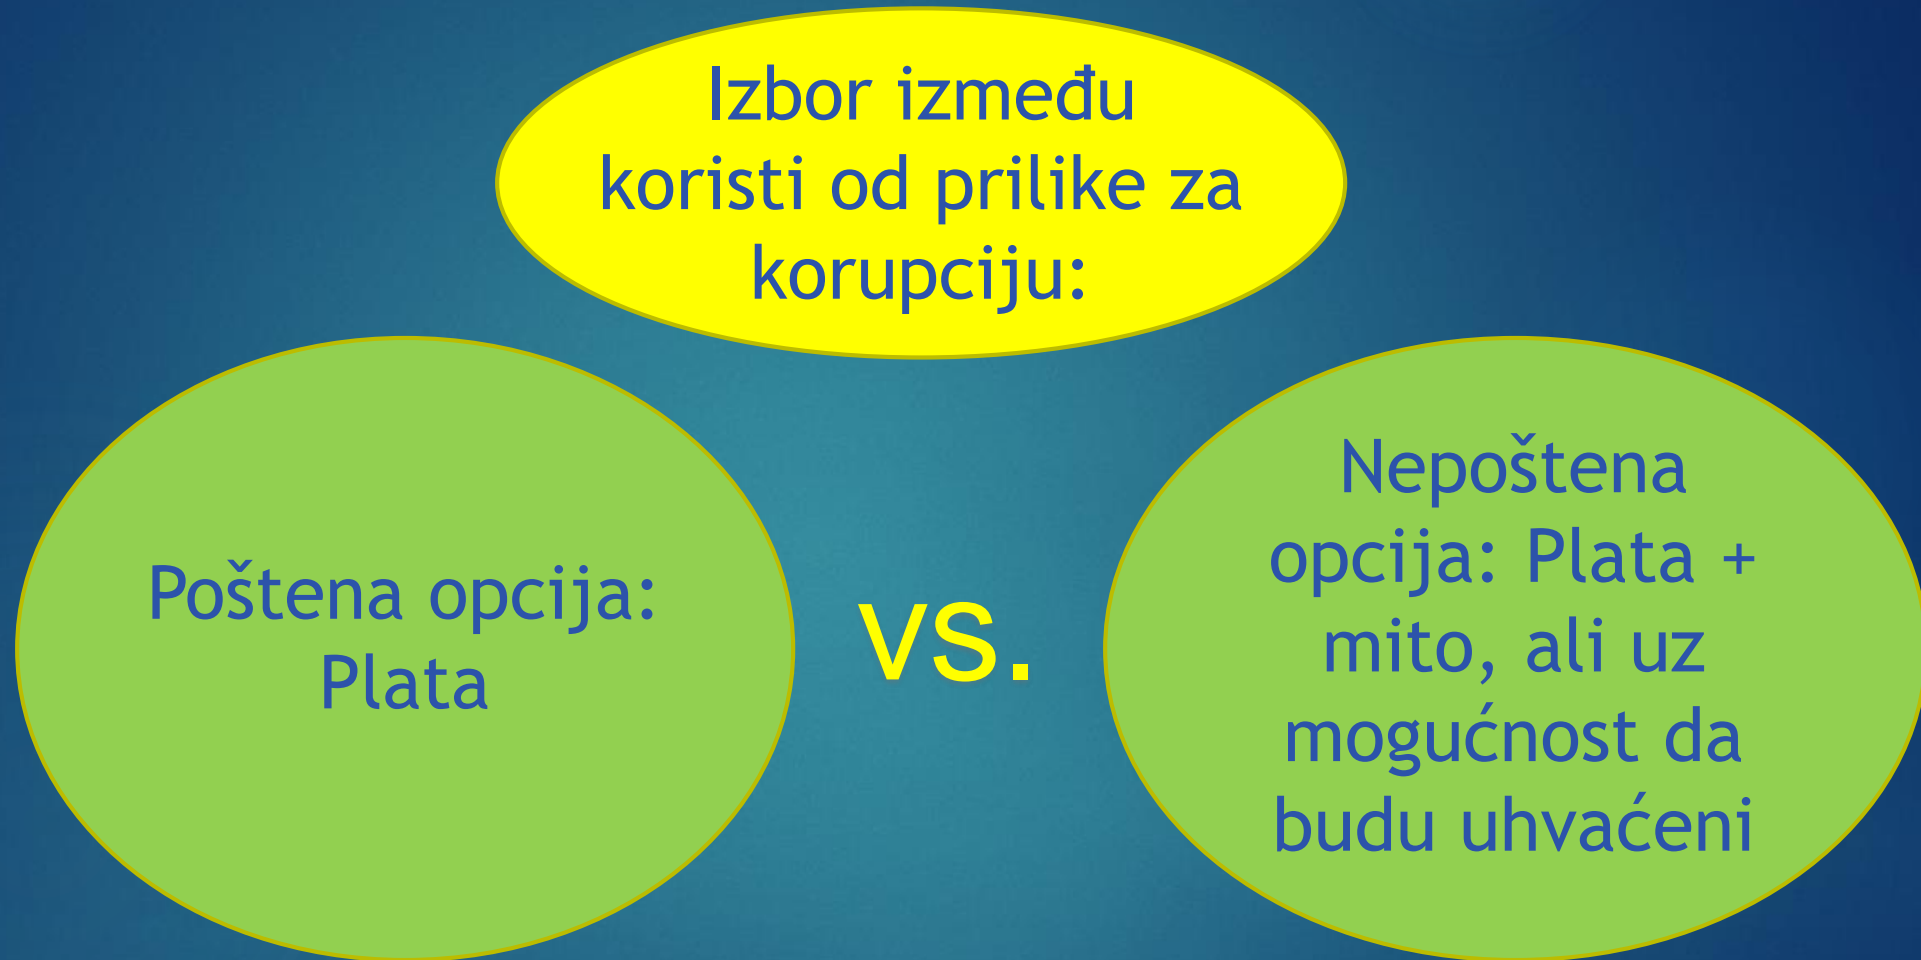 Izbor između
koristi od prilike za
korupciju:
Poštena opcija:
Plata
vs.
Nepoštena
opcija: Plata +
mito, ali uz
mogućnost da
budu uhvaćeni